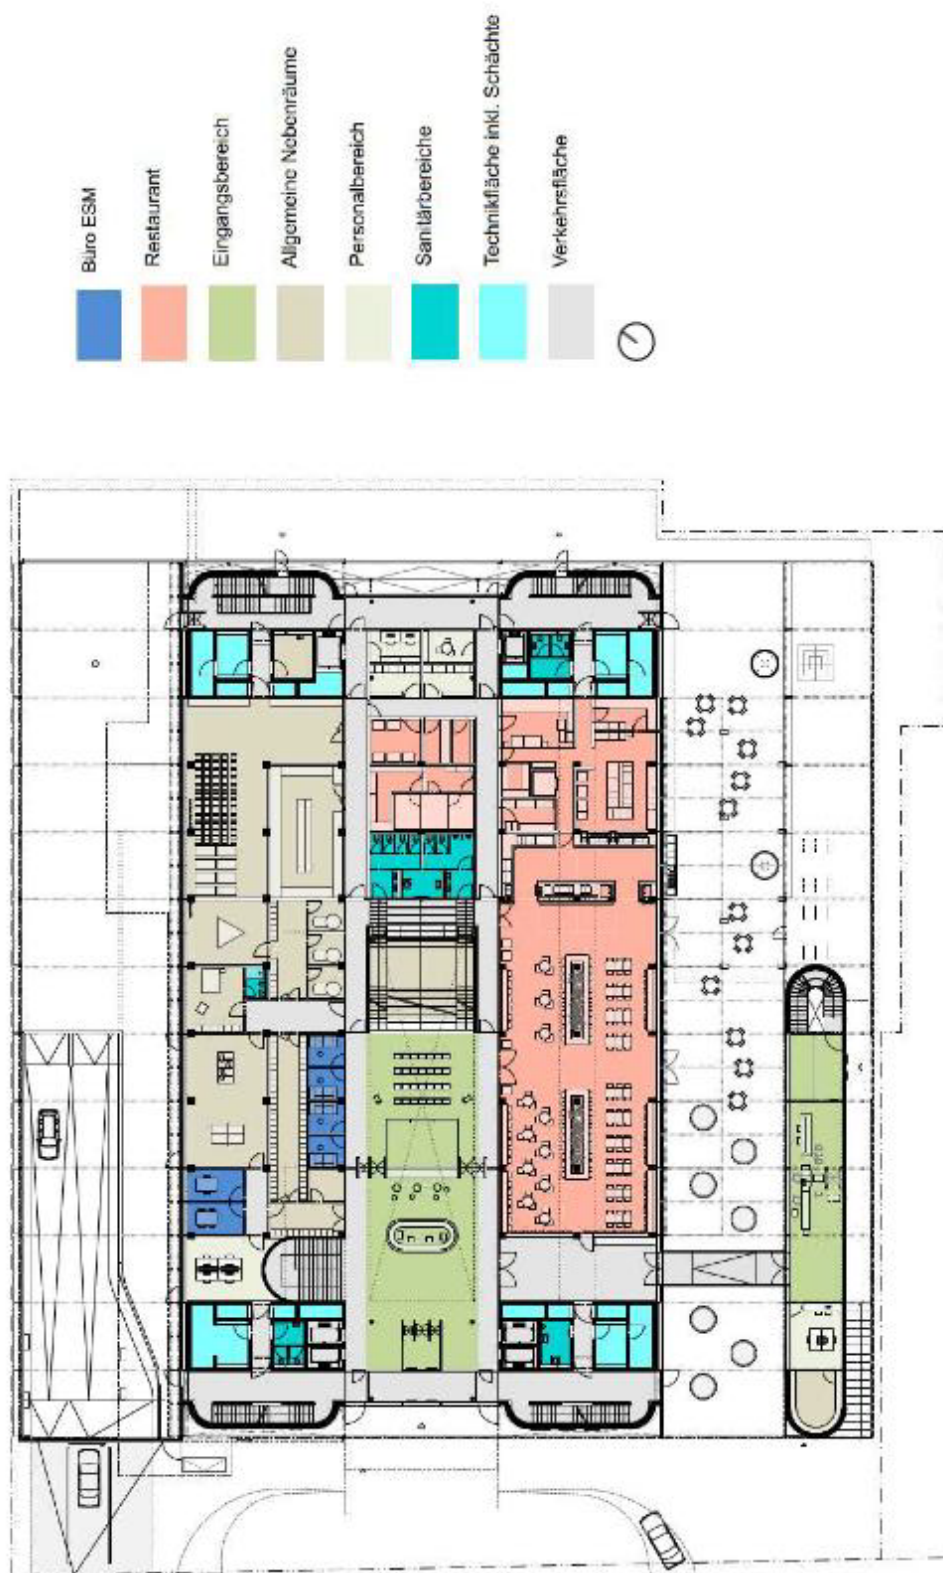 Büro ESM
Restaurant
Eingangsbereich
Allgemeine Nebenräume
Personalbereich
Sanitärbereiche
Technikfläche inkl. Schächte
Verkehrsfläche